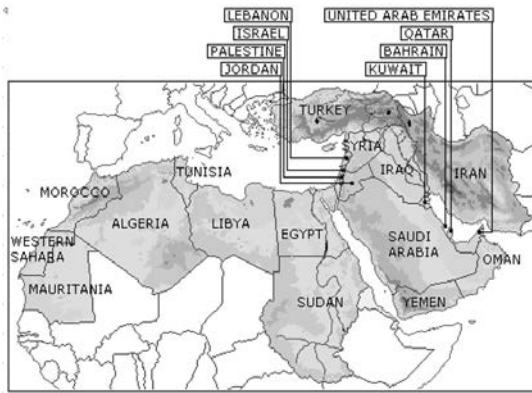 LEBANON
UNITED ARAB EMIRATES
ISRAEL
QATAR
PALESTINE
BAHRAIN
JORDAN
KUWAIT
TURKEY
SYRIA
TUNISIA
IRAQ
IRAN
MOROCCO
ALGERIA
LIBYA
EGYPT
SAUDI
ARABIA
WESTERN
SAHARA
OMAN
MAURITANIA
SUDAN
YEMEN